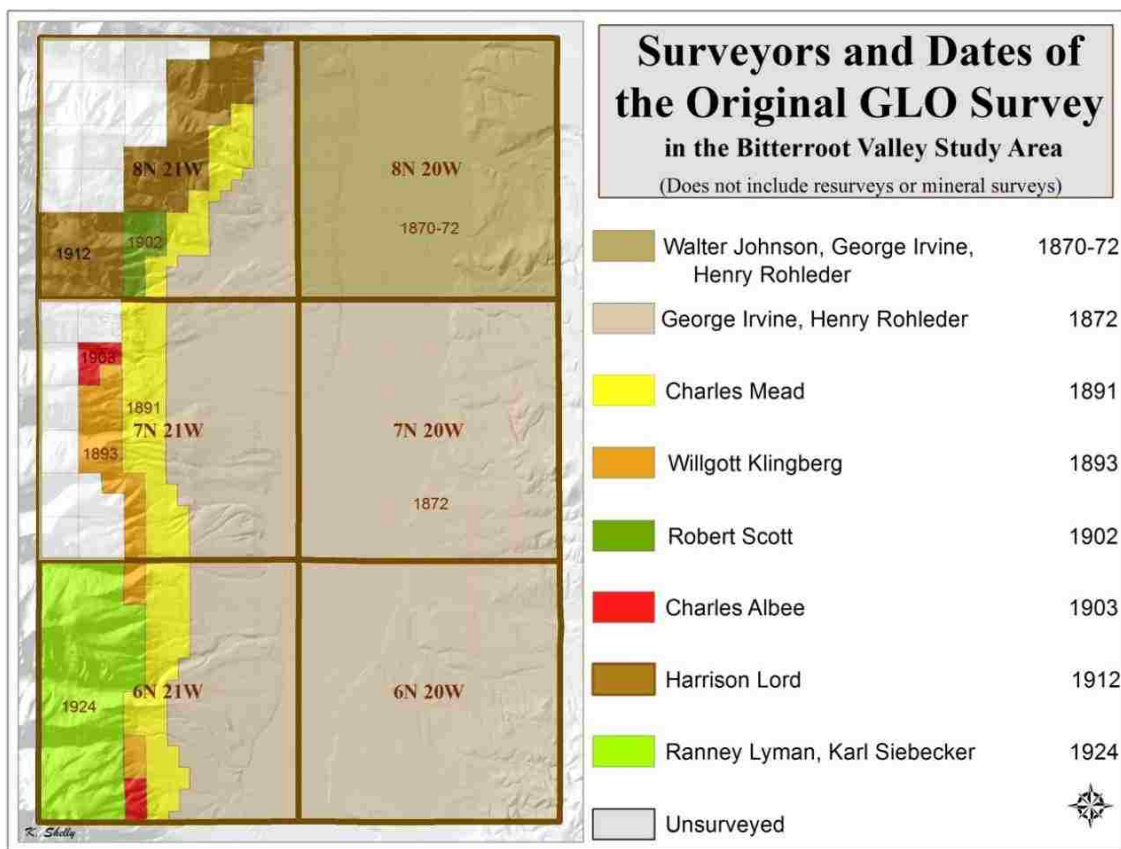 Surveyors and Dates of
the Original GLO Survey
in the Bitterroot Valley Study Area
(Does not include resurveys or mineral surveys)
Walter Johnson, George Irvine, 1870-72
Henry Rohleder
George Irvine, Henry Rohleder 1872
Charles Mead 1891
Willgott Klingberg 1893
Robert Scott 1902
Charles Albee 1903
Harrison Lord 1912
Ranney Lyman, Karl Siebecker 1924
Unsurveyed
8N 21W
8N 20W
1870-72
1902
1912
1903
1891
7N 21W
7N 20W
1893
1872
6N 21W
6N 20W
1924
K. Shelly